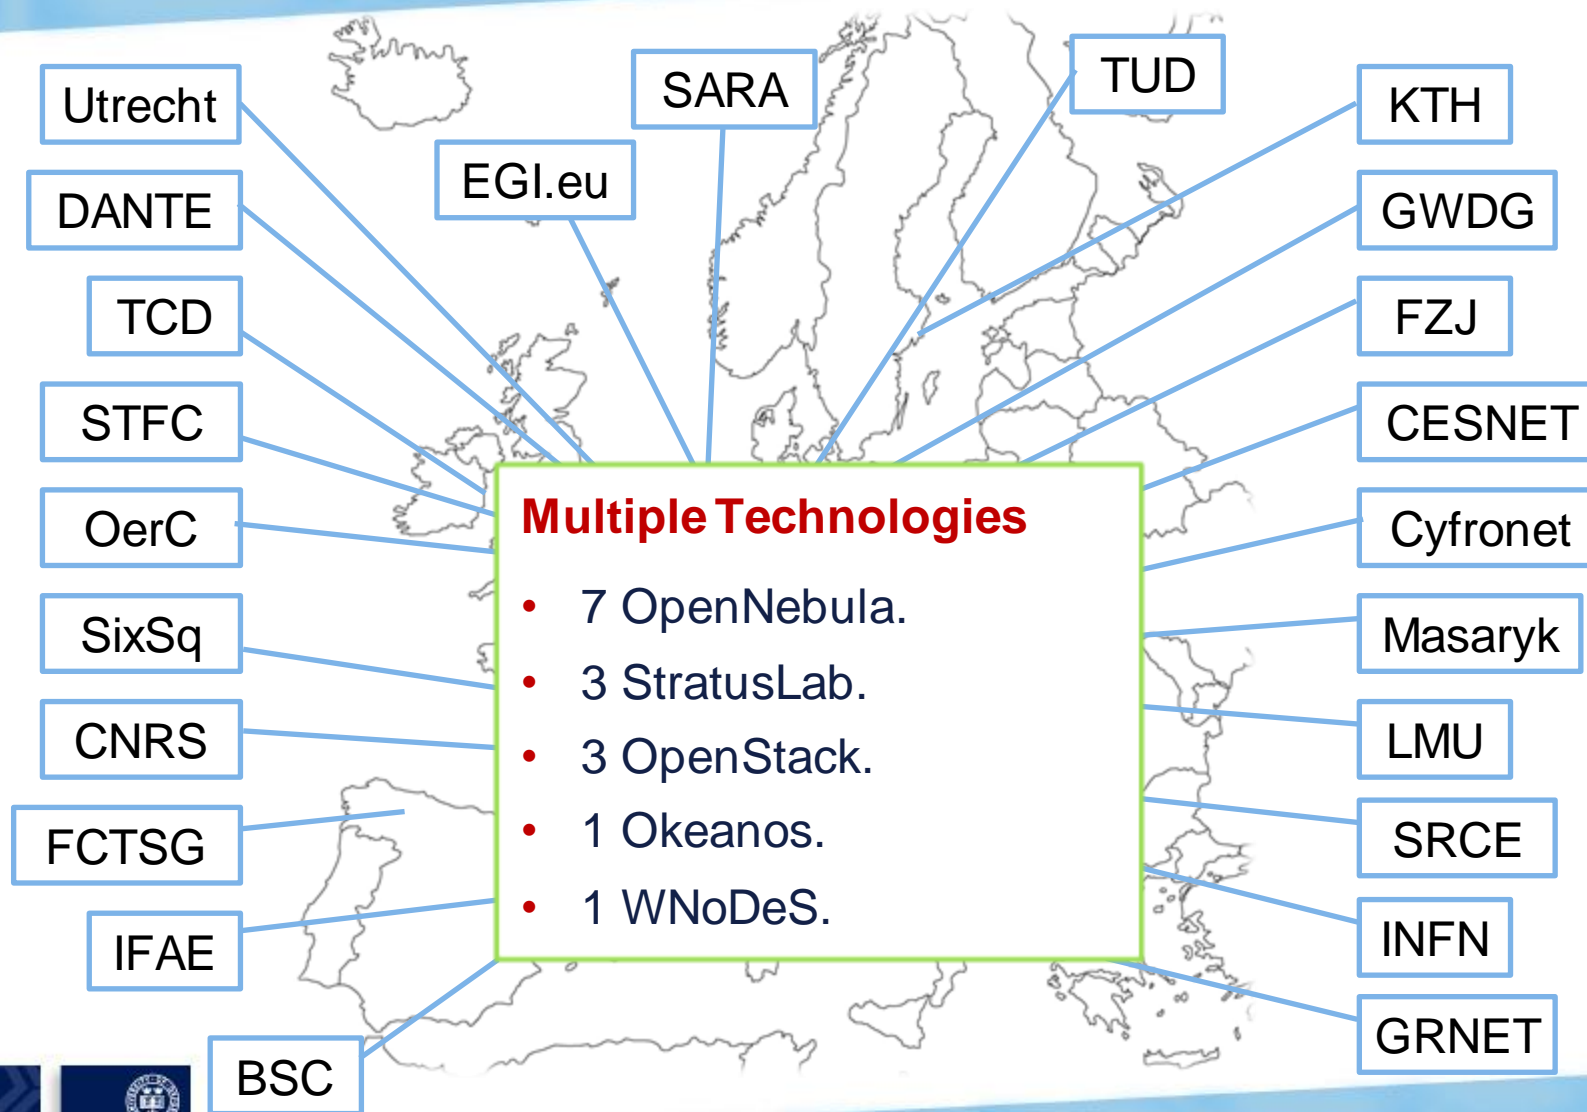 Utrecht
DANTE
TCD
STFC
OerC
SixSq
CNRS
FCTSG
IFAE
BSC
EGI.eu
SARA
TUD
KTH
GWDG
FZJ
CESNET
Cyfronet
Masaryk
LMU
SRCE
INFN
GRNET
Multiple Technologies
• 7 OpenNebula.
• 3 StratusLab.
• 3 OpenStack.
• 1 Okeanos.
• 1 WNoDeS.